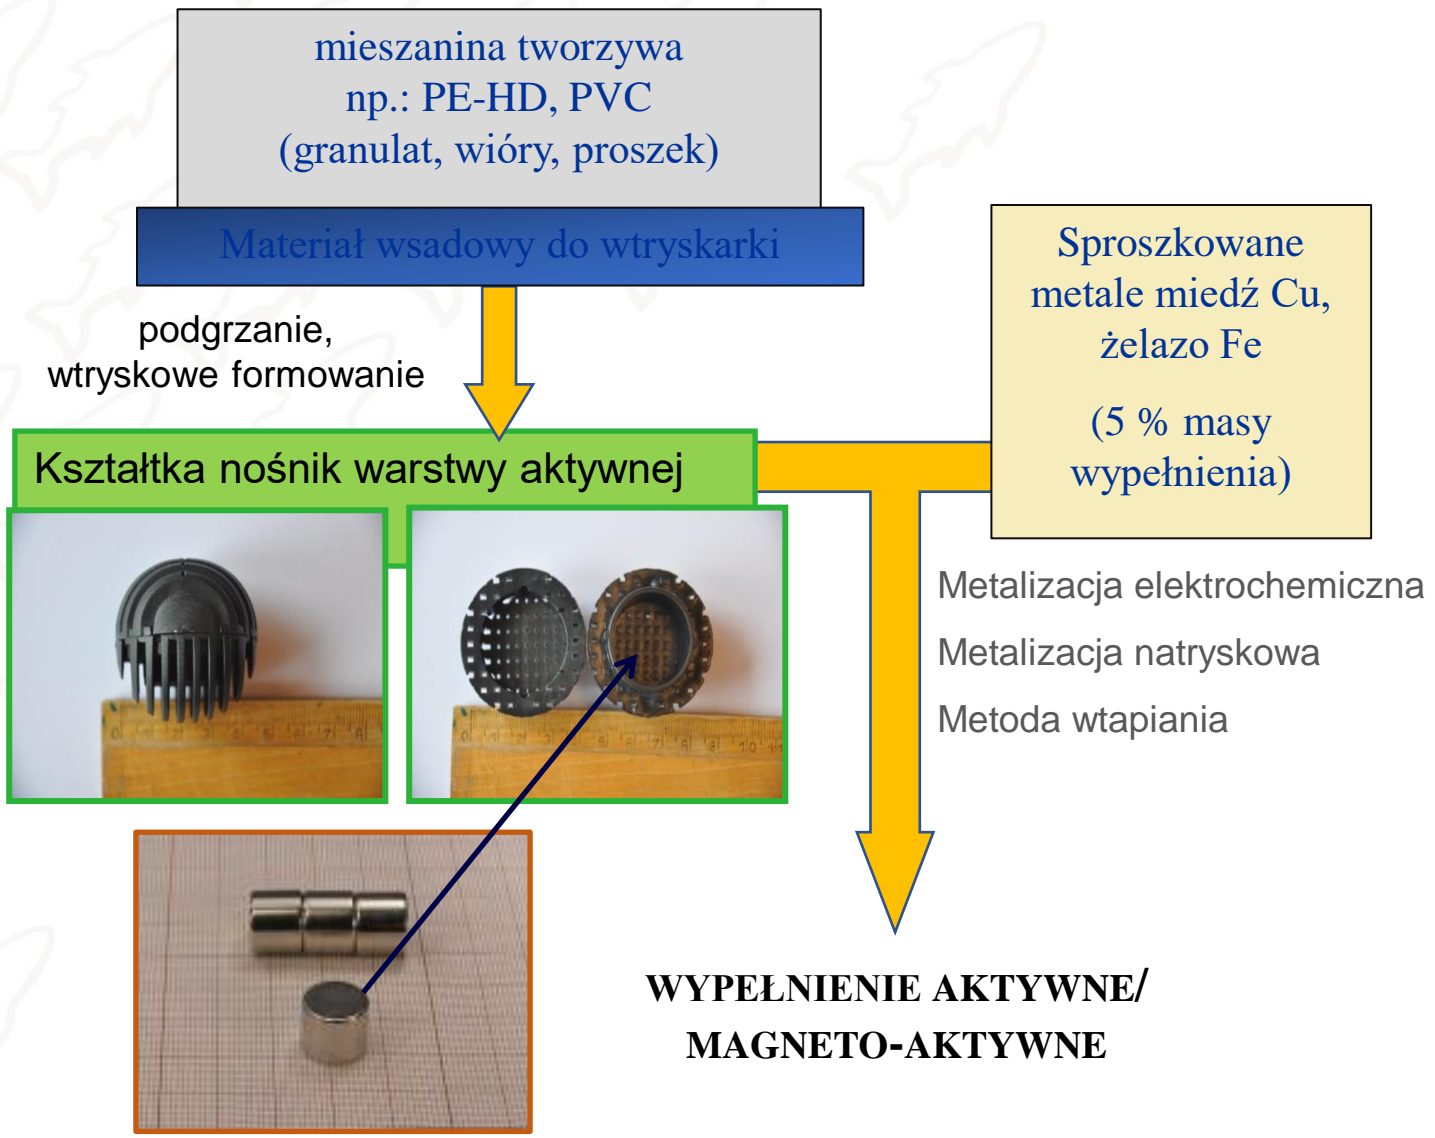 mieszanina tworzywa
np.: PE-HD, PVC
(granulat, wióry, proszek)
Materiał wsadowy do wtryskarki
Sproszkowane
metale miedź Cu,
żelazo Fe
(5 % masy
wypełnienia)
podgrzanie,
wtryskowe formowanie
Kształtka nośnik warstwy aktywnej
Metalizacja elektrochemiczna
Metalizacja natryskowa
Metoda wtapiania
WYPEŁNIENIE AKTYWNE/
MAGNETO-AKTYWNE